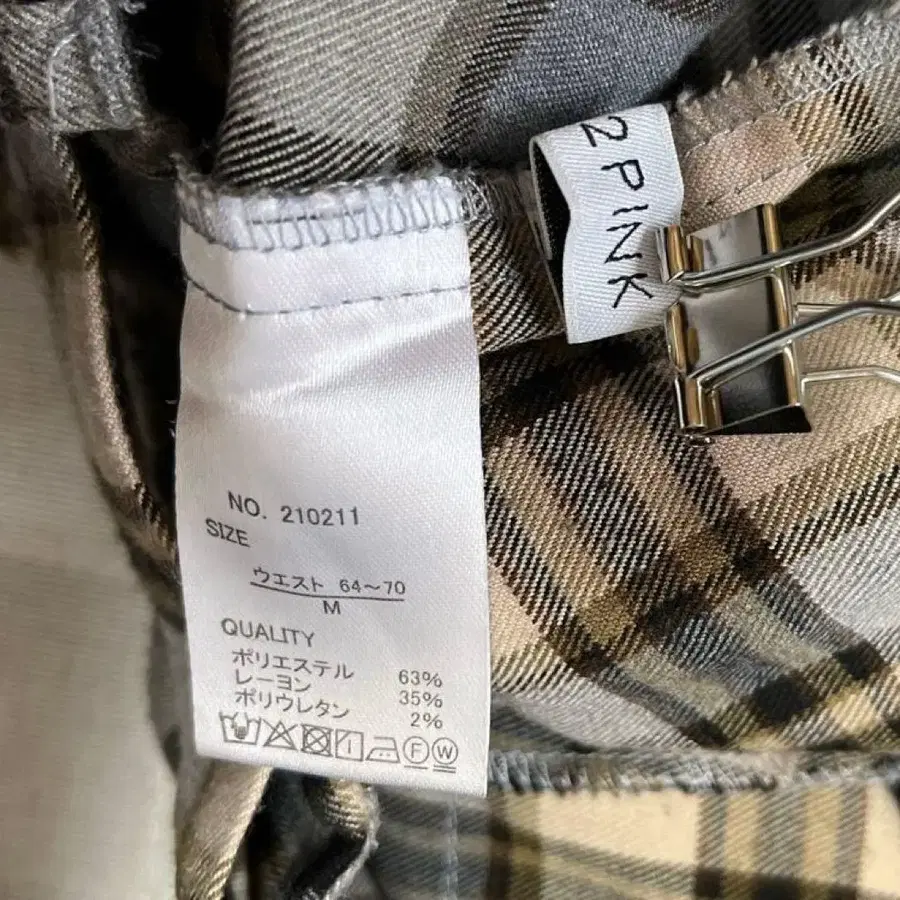 2PINK
NO. 210211
SIZE
ウエスト 64～70
M
QUALITY
ポリエステル 63%
レーヨン 35%
ポリウレタン 2%
F W